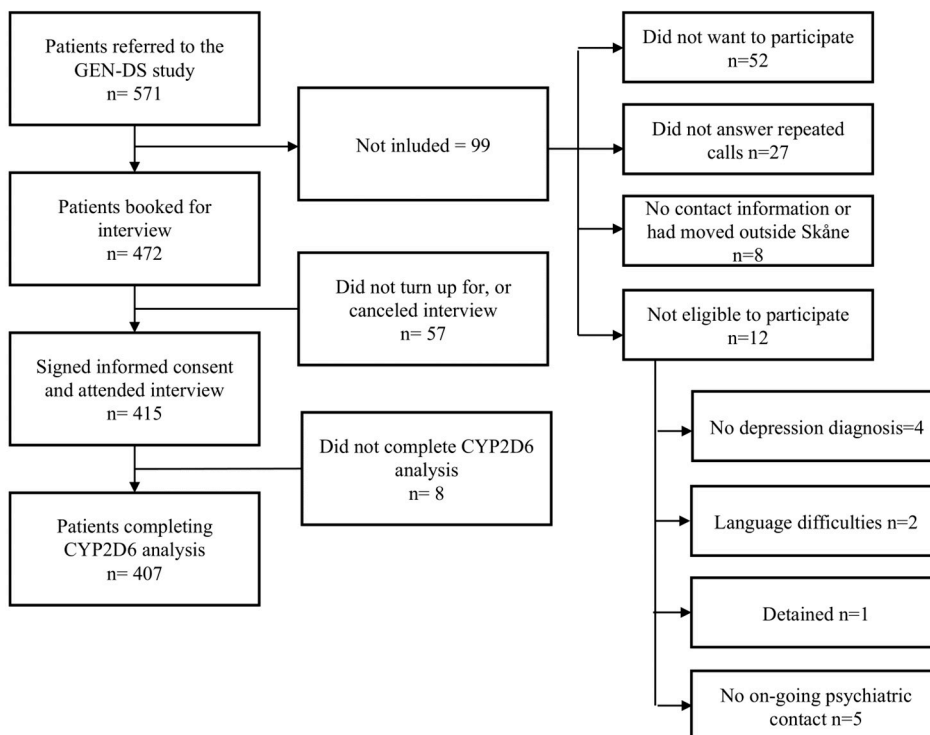 Patients referred to the
GEN-DS study
n= 571
Not inluded = 99
Patients booked for
interview
n= 472
Did not turn up for, or
canceled interview
n= 57
Signed informed consent
and attended interview
n= 415
Did not complete CYP2D6
analysis
n= 8
Patients completing
CYP2D6 analysis
n= 407
Did not want to participate
n=52
Did not answer repeated
calls n=27
No contact information or
had moved outside Skåne
n=8
Not eligible to participate
n=12
No depression diagnosis=4
Language difficulties n=2
Detained n=1
No on-going psychiatric
contact n=5